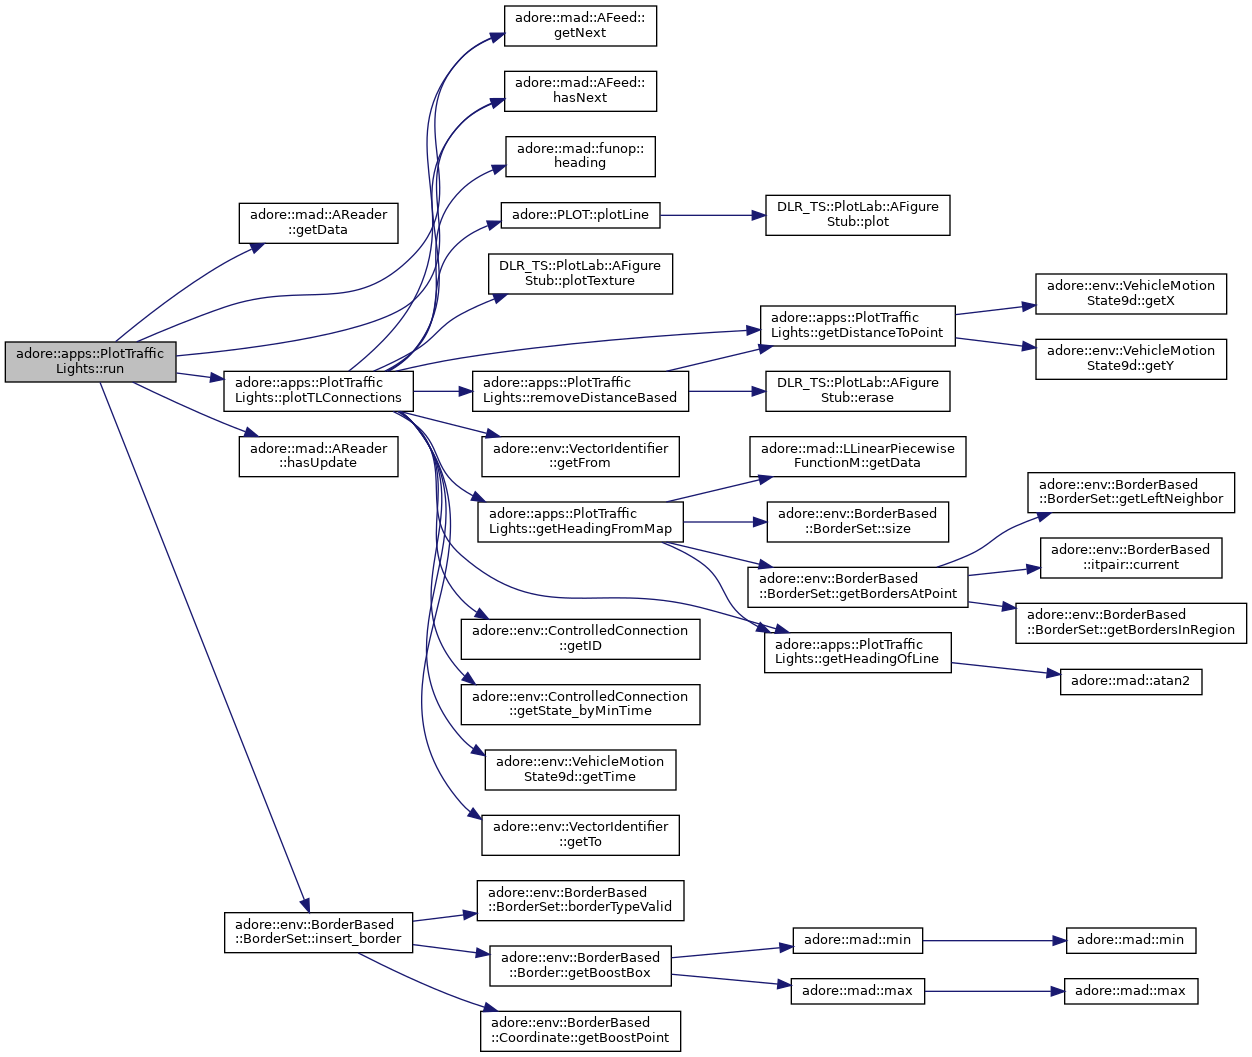 adore::mad::AFeed::
getNext
adore::mad::AFeed::
hasNext
adore::mad::funop::
heading
adore::mad::AReader
::getData
adore::PLOT::plotLine
DLR_TS::PlotLab::AFigure
Stub::plot
DLR_TS::PlotLab::AFigure
Stub::plotTexture
adore::env::VehicleMotion
State9d::getX
adore::apps::PlotTraffic
Lights::getDistanceToPoint
adore::env::VehicleMotion
State9d::getY
adore::apps::PlotTraffic
Lights::run
adore::apps::PlotTraffic
Lights::plotTLConnections
adore::apps::PlotTraffic
Lights::removeDistanceBased
DLR_TS::PlotLab::AFigure
Stub::erase
adore::mad::AReader
::hasUpdate
adore::env::VectorIdentifier
::getFrom
adore::mad::LLinearPiecewise
FunctionM::getData
adore::env::BorderBased
::BorderSet::getLeftNeighbor
adore::apps::PlotTraffic
Lights::getHeadingFromMap
adore::env::BorderBased
::BorderSet::size
adore::env::BorderBased
::itpair::current
adore::env::BorderBased
::BorderSet::getBordersAtPoint
adore::env::BorderBased
::BorderSet::getBordersInRegion
adore::env::ControlledConnection
::getID
adore::apps::PlotTraffic
Lights::getHeadingOfLine
adore::mad::atan2
adore::env::ControlledConnection
::getState_byMinTime
adore::env::VehicleMotion
State9d::getTime
adore::env::VectorIdentifier
::getTo
adore::env::BorderBased
::BorderSet::borderTypeValid
adore::env::BorderBased
::BorderSet::insert_border
adore::mad::min
adore::mad::min
adore::env::BorderBased
::Border::getBoostBox
adore::mad::max
adore::mad::max
adore::env::BorderBased
::Coordinate::getBoostPoint